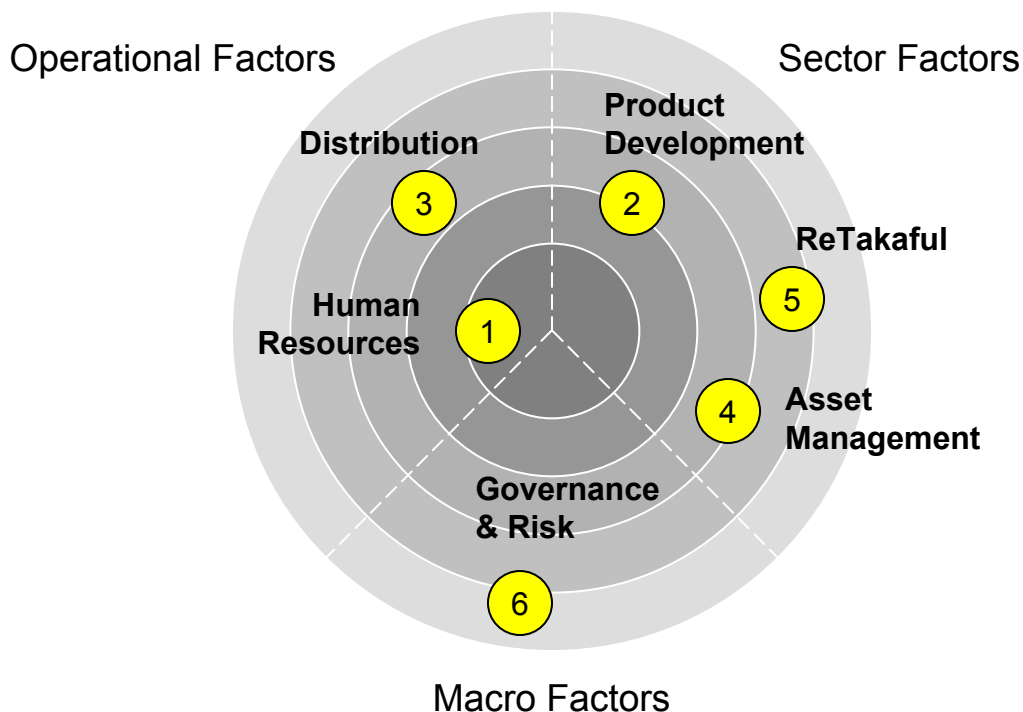 Operational Factors
Sector Factors
Product
Development
Distribution
3
2
ReTakaful
5
Human
Resources
1
4
Asset
Management
Governance
& Risk
6
Macro Factors